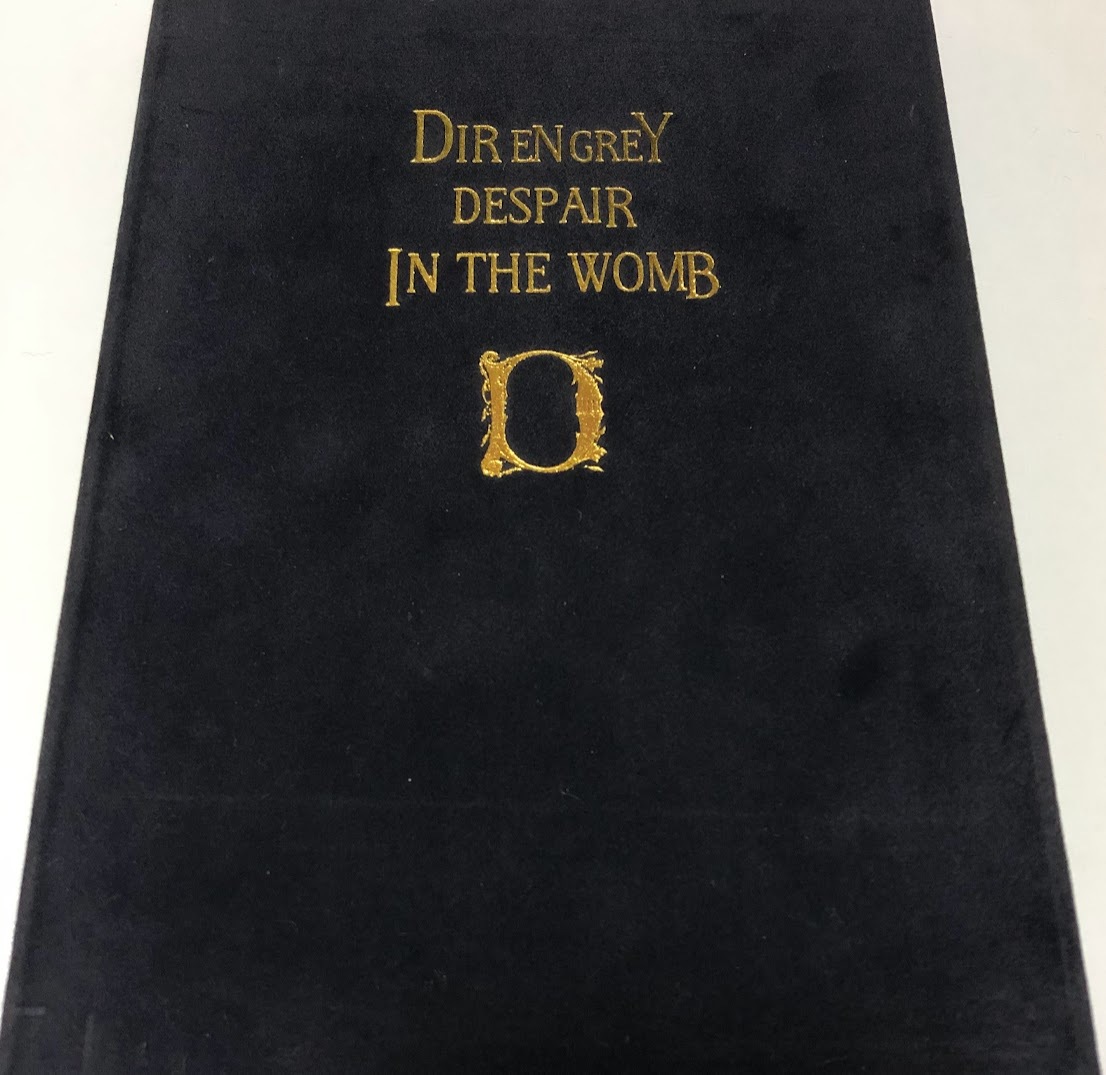 DIR EN GREY
DESPAIR
IN THE WOMB
D